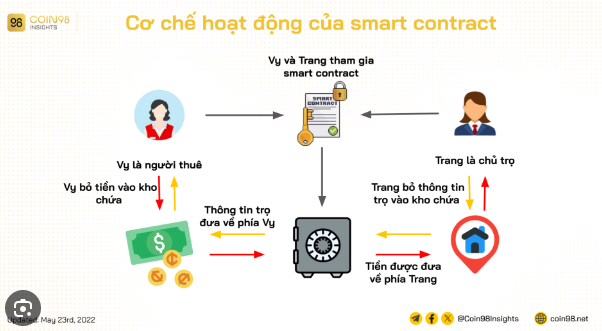 98
COIN98
INSIGHTS
Cơ chế hoạt động của smart contract
Vy và Trang tham gia
smart contract
SMART
CONTRACT
Vy là người thuê
Trang là chủ trọ
Vy bỏ tiền vào kho
chứa
Trang bỏ thông tin
trọ vào kho chứa
Thông tin trọ
đưa về phía Vy
$
Tiền được đưa
về phía Trang
Updated: May 23rd, 2022
@Coin98Insights
coin98.net